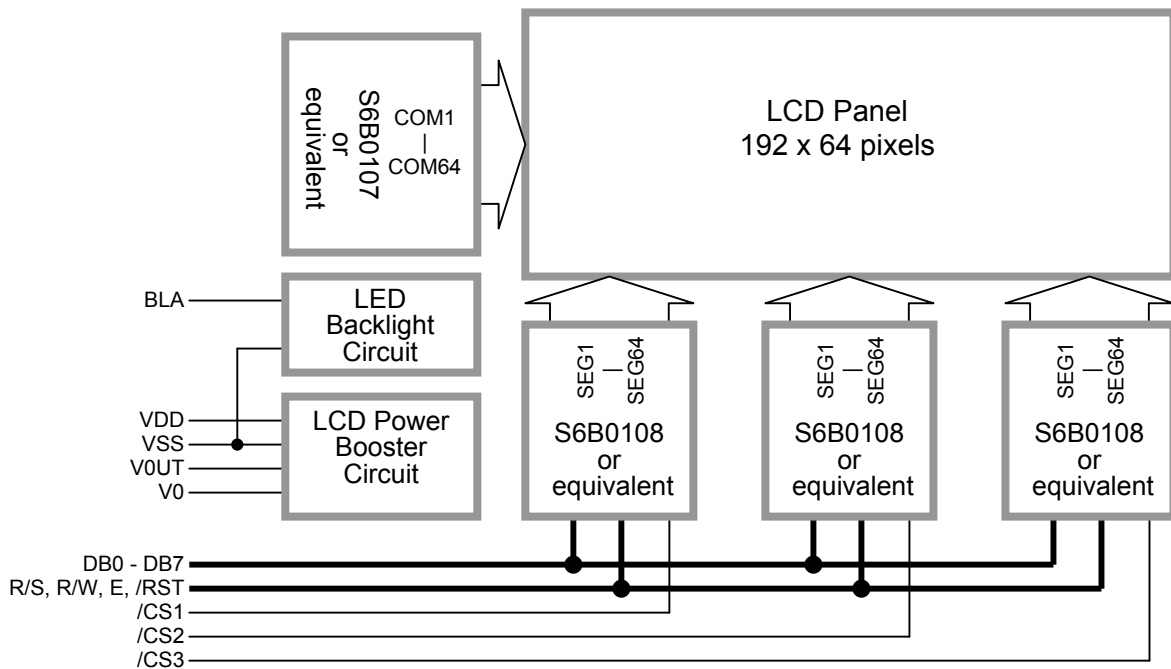 S6B0107
or
equivalent
COM1
|
COM64
LCD Panel
192 x 64 pixels
BLA
LED
Backlight
Circuit
VDD
VSS
V0UT
V0
LCD Power
Booster
Circuit
SEG1
|
SEG64
S6B0108
or
equivalent
SEG1
|
SEG64
S6B0108
or
equivalent
SEG1
|
SEG64
S6B0108
or
equivalent
DB0 - DB7
R/S, R/W, E, /RST
/CS1
/CS2
/CS3